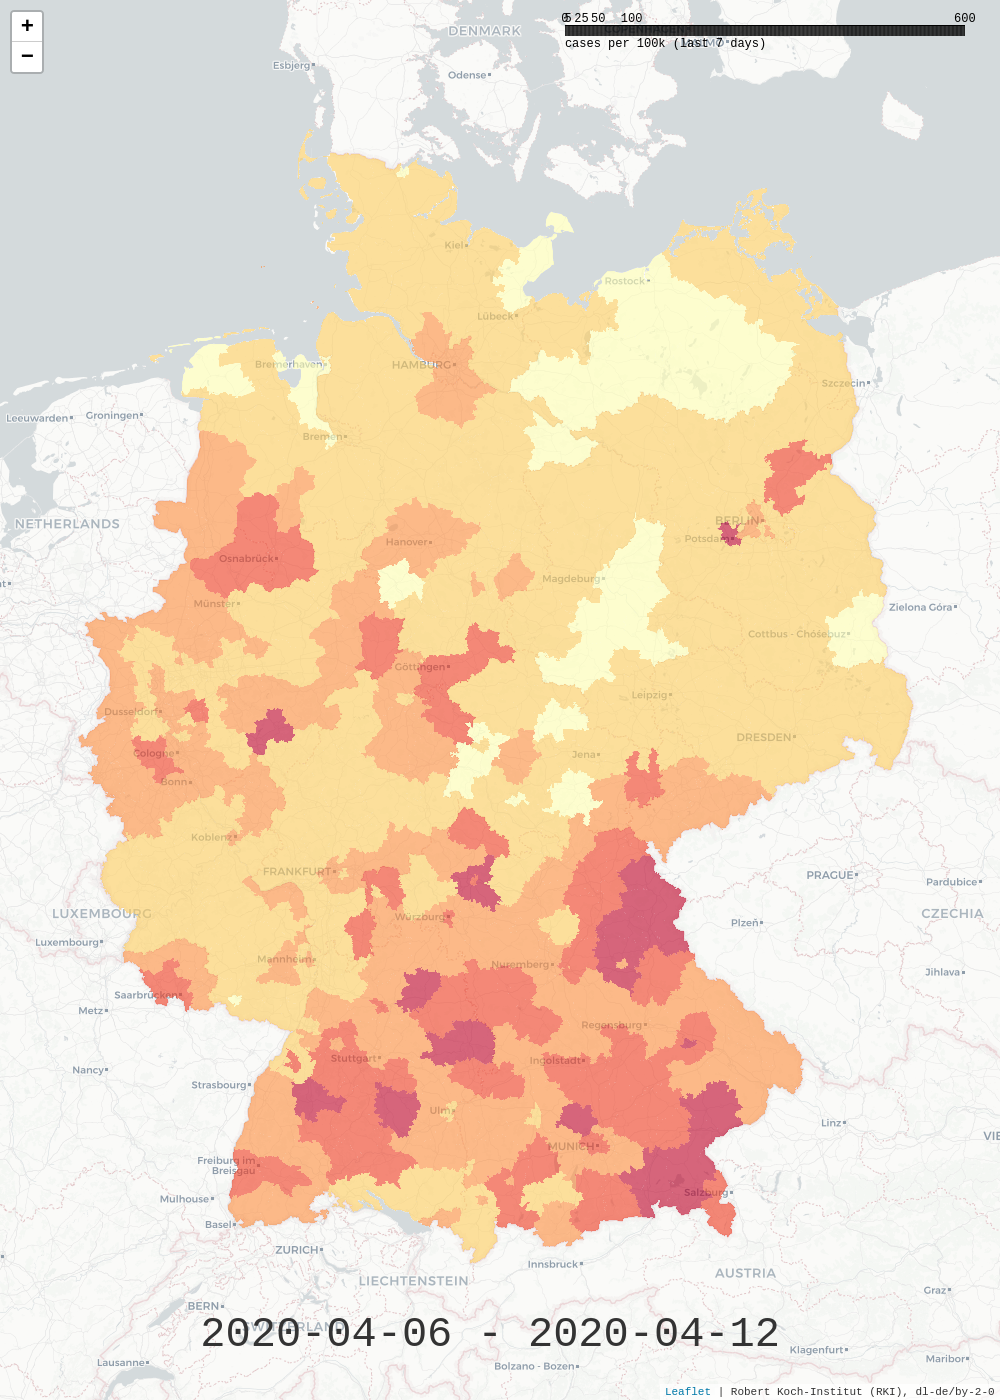 +
−
0 5 25 50 100 600
cases per 100k (last 7 days)
DENMARK
Esbjerg
Odense
Kiel
Rostock
Lübeck
Bremerhaven
HAMBURG
Szczecin
Leeuwarden
Groningen
Bremen
NETHERLANDS
BERLIN
Potsdam
Hanover
Osnabrück
Magdeburg
Münster
Zielona Góra
Cottbus - Chóśebuz
Göttingen
Leipzig
Dusseldorf
DRESDEN
Cologne
Jena
Bonn
Koblenz
FRANKFURT
PRAGUE
Pardubice
LUXEMBOURG
Würzburg
Plzeň
CZECHIA
Luxembourg
Mannheim
Nuremberg
Jihlava
Saarbrücken
Metz
Regensburg
Stuttgart
Ingolstadt
Nancy
Strasbourg
Ulm
Linz
VIE
MUNICH
Freiburg im
Breisgau
Mulhouse
Salzburg
Basel
ZURICH
Innsbruck
AUSTRIA
LIECHTENSTEIN
Graz
BERN
SWITZERLAND
2020-04-06 - 2020-04-12
Klagenfurt
Lausanne
Bolzano - Bozen
Maribor
Leaflet | Robert Koch-Institut (RKI), dl-de/by-2-0